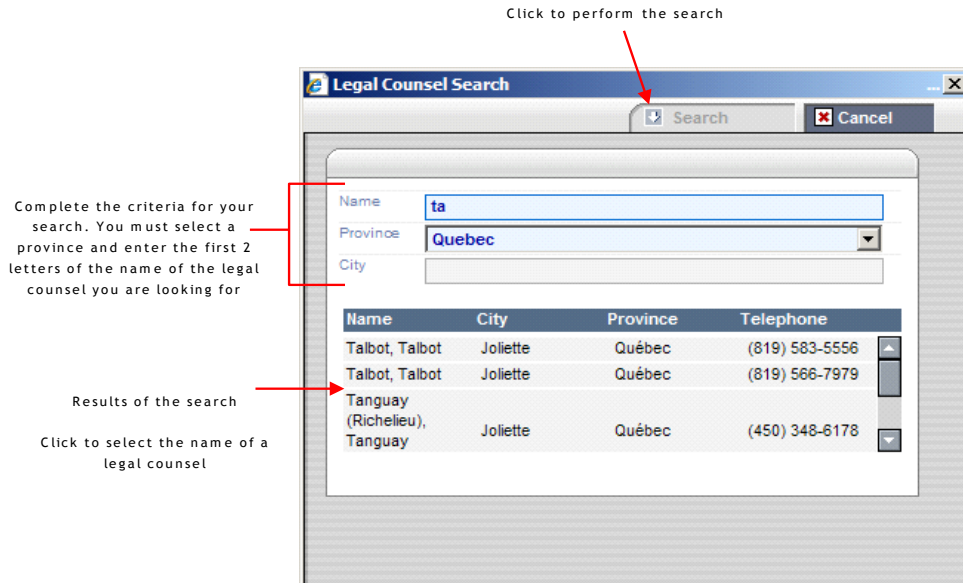 Click to perform the search
Legal Counsel Search
Search Cancel
Complete the criteria for your
search. You must select a
province and enter the first 2
letters of the name of the legal
counsel you are looking for
Name ta
Province Quebec
City
Name City Province Telephone
Talbot, Talbot Joliette Québec (819) 583-5556
Talbot, Talbot Joliette Québec (819) 566-7979
Tanguay
(Richelieu),
Tanguay Joliette Québec (450) 348-6178
Results of the search
Click to select the name of a
legal counsel